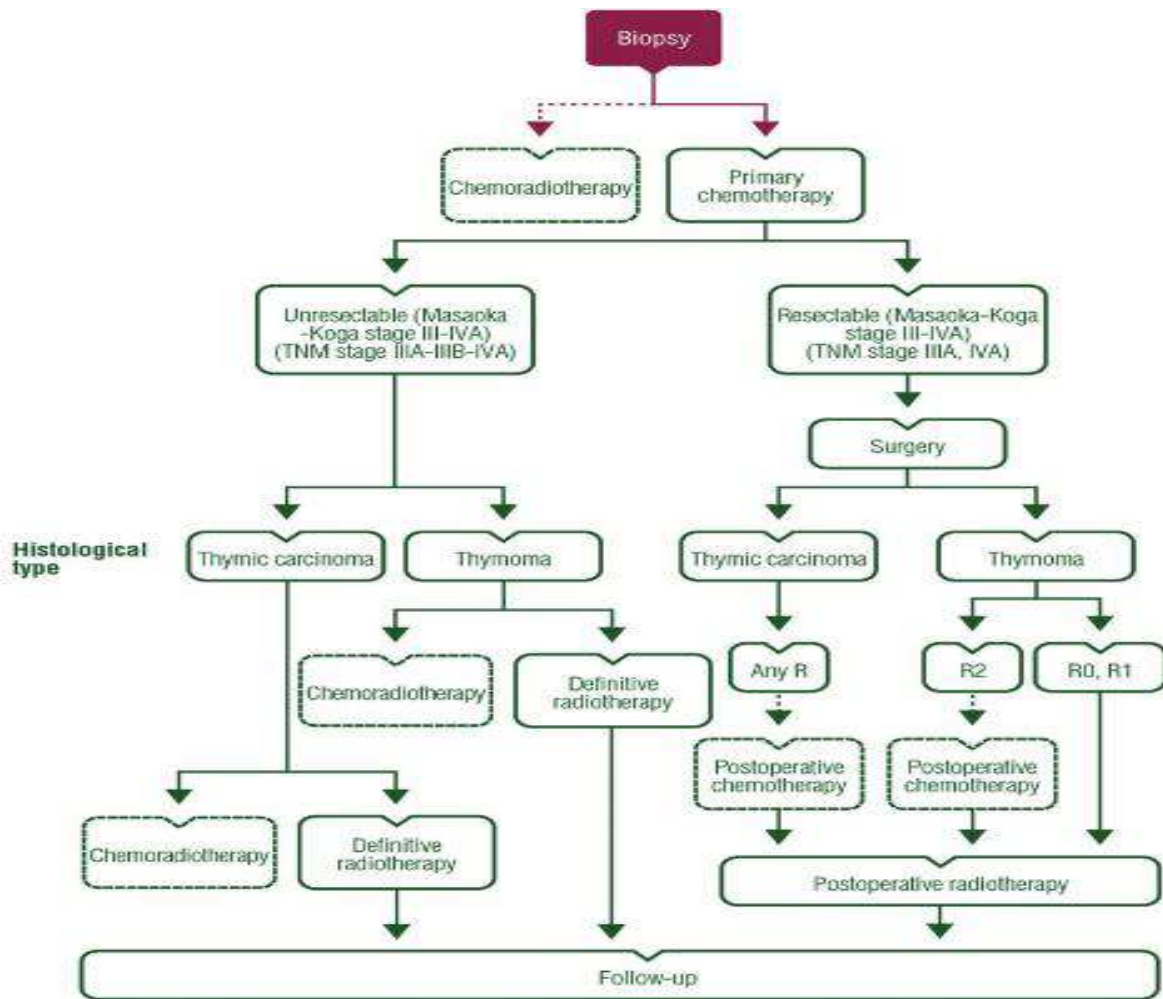 Biopsy
Chemoradiotherapy
Primary
chemotherapy
Unresectable (Masaoka
-Koga stage III-IVA)
(TNM stage IIIA-IIIB-IVA)
Resectable (Masaoka-Koga
stage III-IVA)
(TNM stage IIIA, IVA)
Surgery
Histological
type
Thymic carcinoma
Thymoma
Thymic carcinoma
Thymoma
Chemoradiotherapy
Definitive
radiotherapy
Any R
R2
R0, R1
Postoperative
chemotherapy
Postoperative
chemotherapy
Chemoradiotherapy
Definitive
radiotherapy
Postoperative radiotherapy
Follow-up